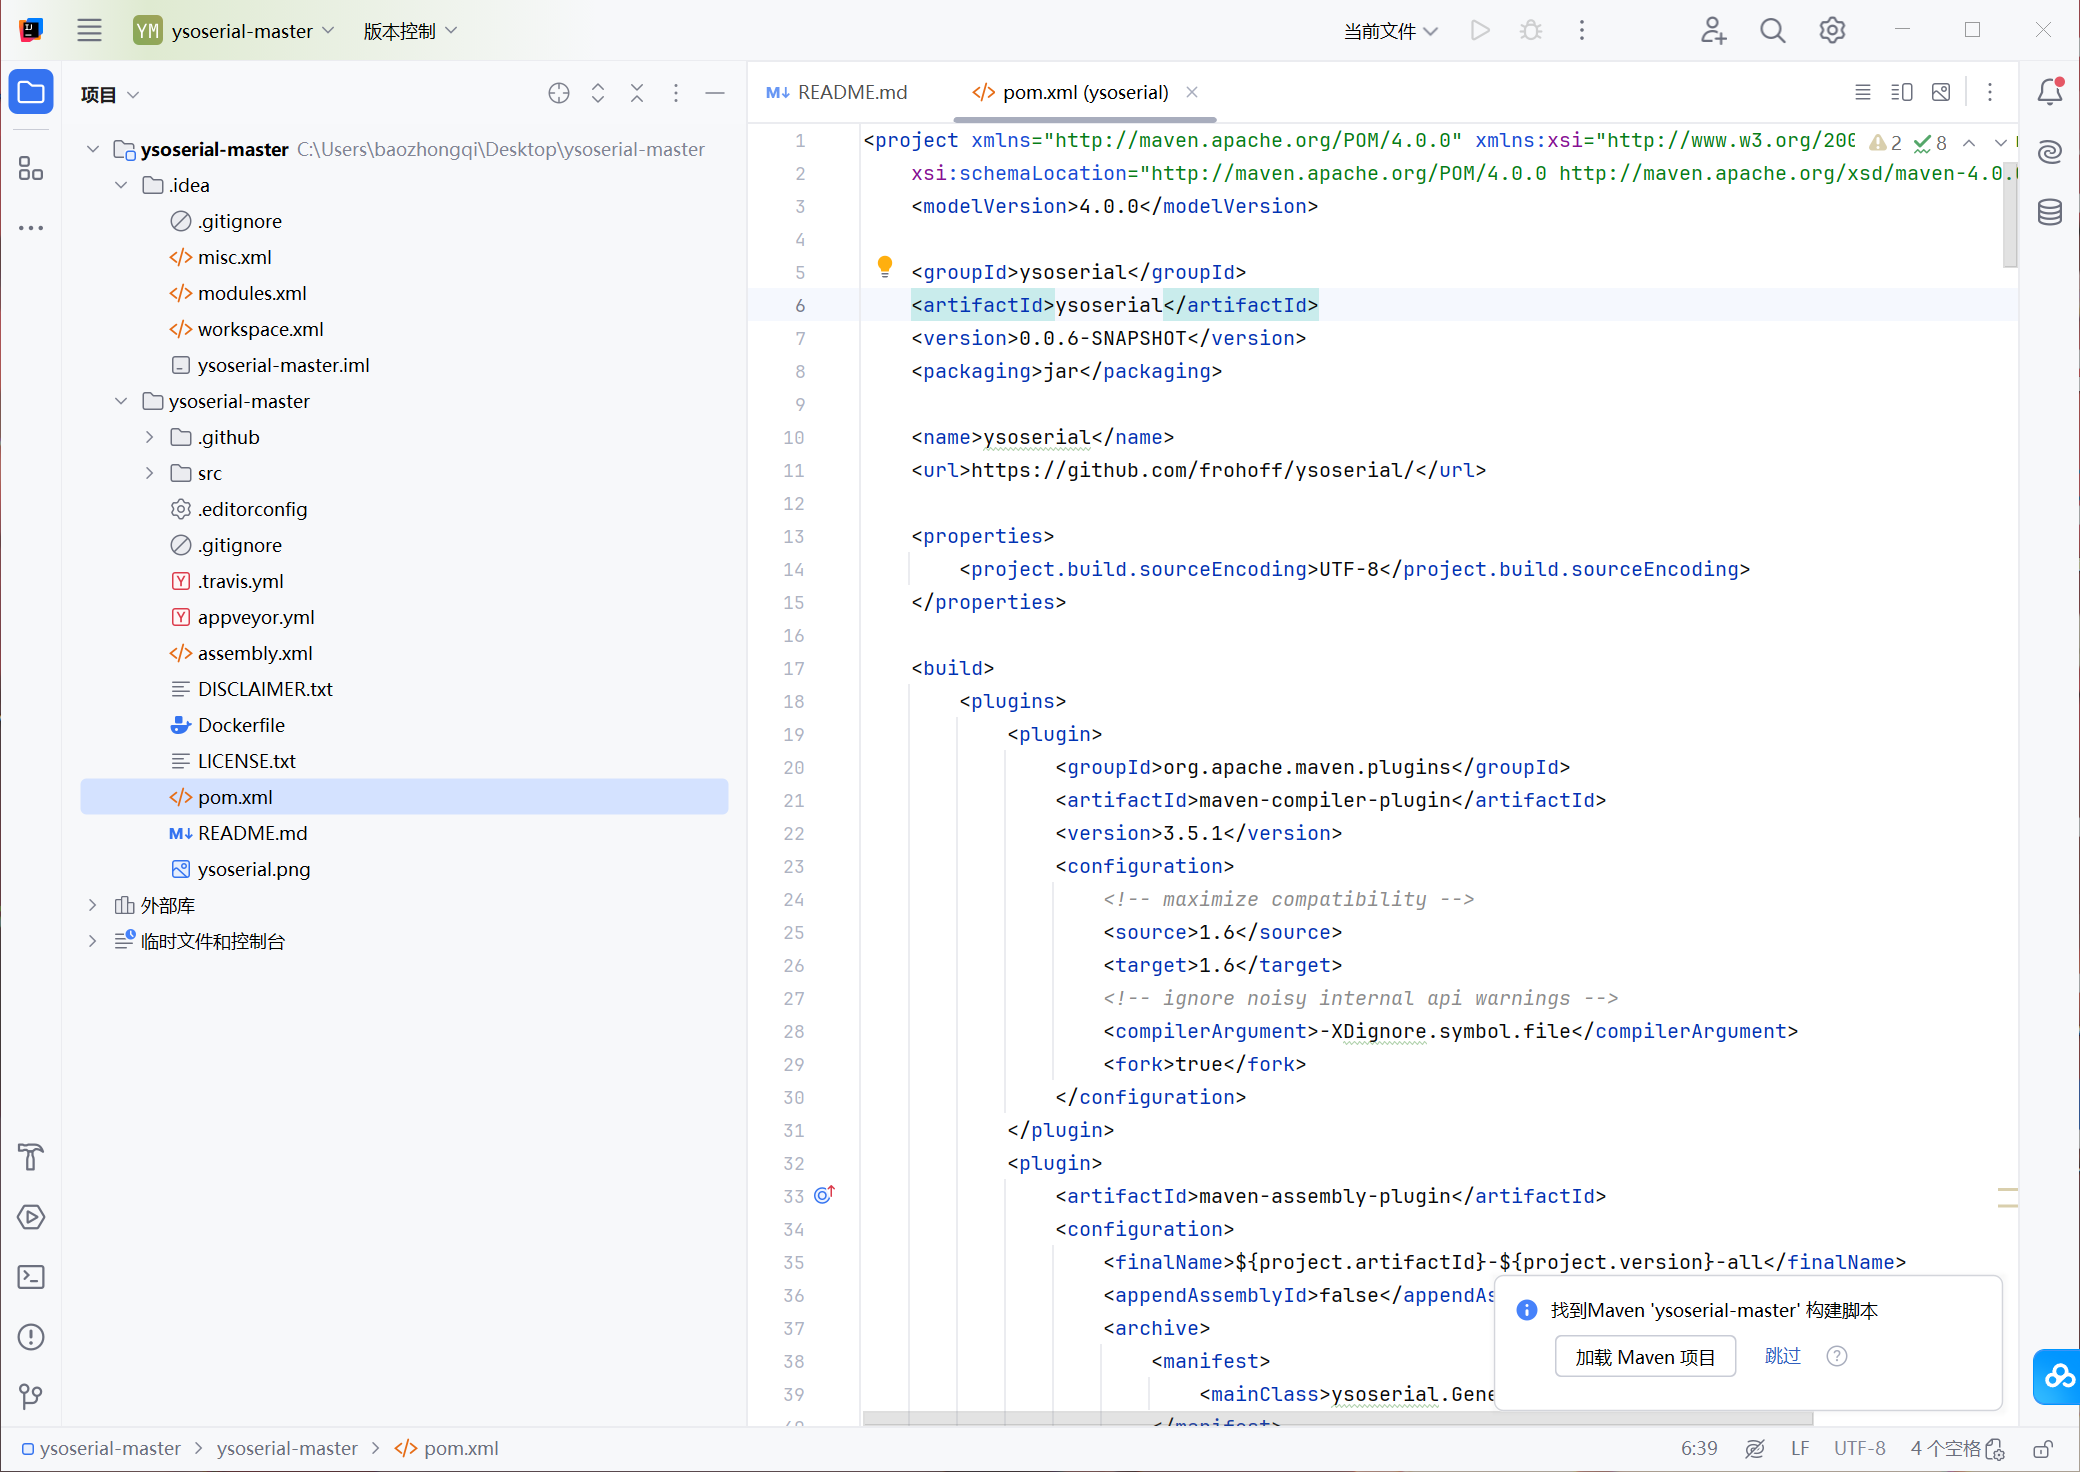 YM ysoserial-master 版本控制 当前文件
项目
ysoserial-master C:\Users\baozhongqi\Desktop\ysoserial-master
.idea
.gitignore
misc.xml
modules.xml
workspace.xml
ysoserial-master.iml
ysoserial-master
.github
src
.editorconfig
.gitignore
.travis.yml
appveyor.yml
assembly.xml
DISCLAIMER.txt
Dockerfile
LICENSE.txt
pom.xml
README.md
ysoserial.png
外部库
临时文件和控制台
README.md pom.xml (ysoserial)
2 8
1 <project xmlns="http://maven.apache.org/POM/4.0.0" xmlns:xsi="http://www.w3.org/200
2 xsi:schemaLocation="http://maven.apache.org/POM/4.0.0 http://maven.apache.org/xsd/maven-4.0.
3 <modelVersion>4.0.0</modelVersion>
4
5 <groupId>ysoserial</groupId>
6 <artifactId>ysoserial</artifactId>
7 <version>0.0.6-SNAPSHOT</version>
8 <packaging>jar</packaging>
9
10 <name>ysoserial</name>
11 <url>https://github.com/frohoff/ysoserial/</url>
12
13 <properties>
14 <project.build.sourceEncoding>UTF-8</project.build.sourceEncoding>
15 </properties>
16
17 <build>
18 <plugins>
19 <plugin>
20 <groupId>org.apache.maven.plugins</groupId>
21 <artifactId>maven-compiler-plugin</artifactId>
22 <version>3.5.1</version>
23 <configuration>
24 <!-- maximize compatibility -->
25 <source>1.6</source>
26 <target>1.6</target>
27 <!-- ignore noisy internal api warnings -->
28 <compilerArgument>-XDignore.symbol.file</compilerArgument>
29 <fork>true</fork>
30 </configuration>
31 </plugin>
32 <plugin>
33 <artifactId>maven-assembly-plugin</artifactId>
34 <configuration>
35 <finalName>${project.artifactId}-${project.version}-all</finalName>
36 <appendAssemblyId>false</appendAs
37 <archive>
38 <manifest>
39 <mainClass>ysoserial.Gene
找到Maven 'ysoserial-master' 构建脚本
加载 Maven 项目 跳过
ysoserial-master > ysoserial-master > pom.xml
6:39 LF UTF-8 4 个空格